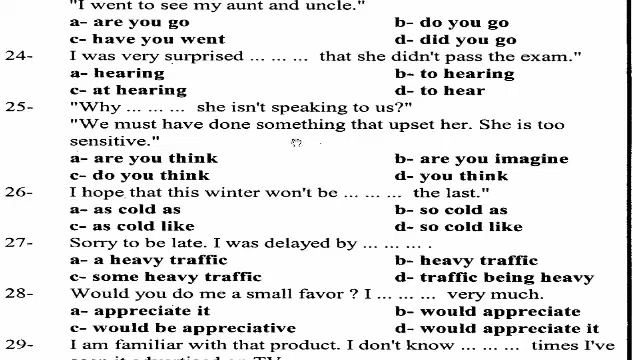 "I went to see my aunt and uncle."
a- are you go b- do you go
c- have you went d- did you go
24- I was very surprised ... ... ... that she didn't pass the exam."
a- hearing b- to hearing
c- at hearing d- to hear
25- "Why ... ... ... she isn't speaking to us?"
"We must have done something that upset her. She is too
sensitive."
a- are you think b- are you imagine
c- do you think d- you think
26- I hope that this winter won't be ... ... ... the last."
a- as cold as b- so cold as
c- as cold like d- so cold like
27- Sorry to be late. I was delayed by ... ... ... .
a- a heavy traffic b- heavy traffic
c- some heavy traffic d- traffic being heavy
28- Would you do me a small favor ? I ... ... ... very much.
a- appreciate it b- would appreciate
c- would be appreciative d- would appreciate it
29- I am familiar with that product. I don't know ... ... ... times I've
seen it advertised on TV.